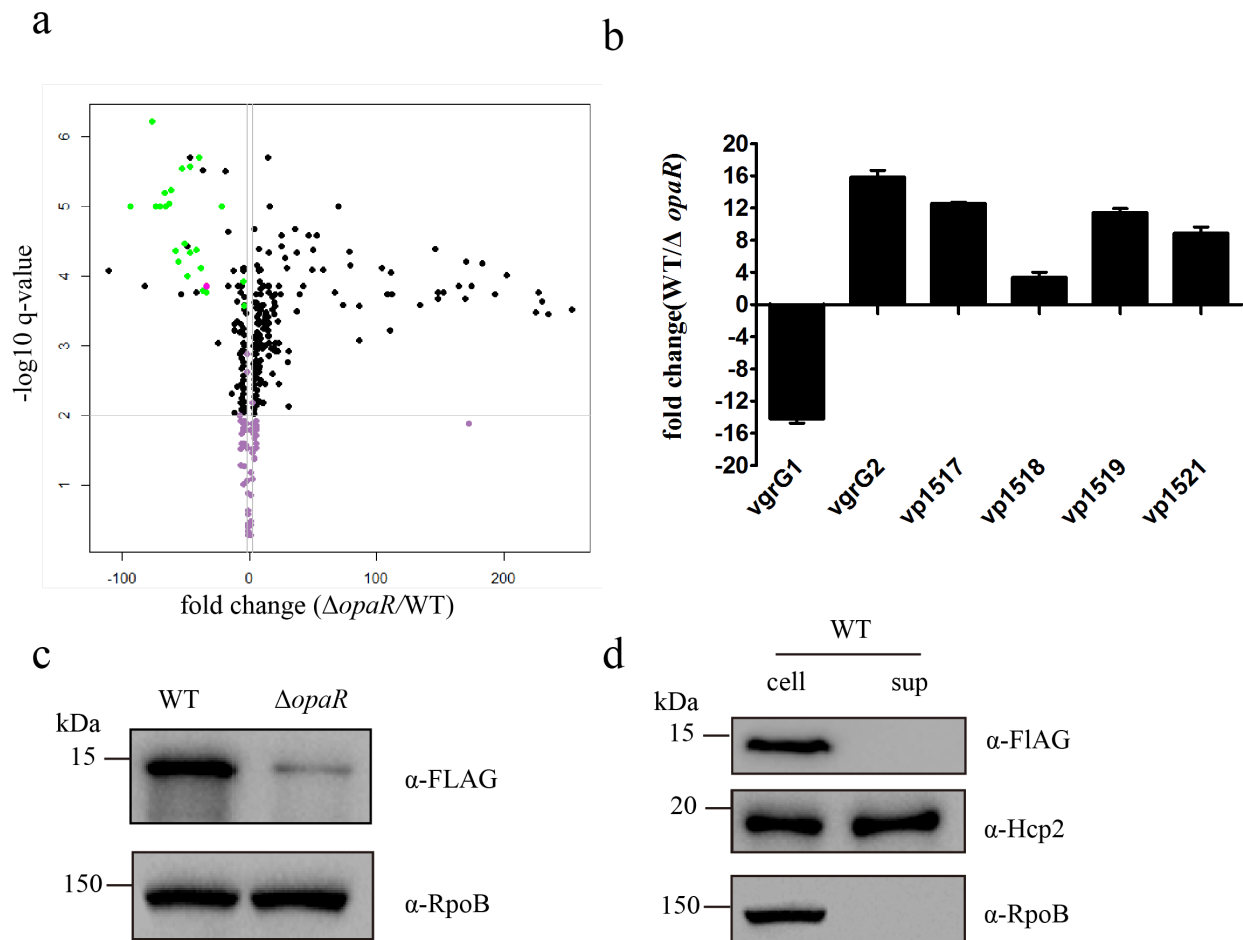 a
-log10 q-value
6
5
4
3
2
1
-100
0
100
200
fold change (ΔopaR/WT)
b
fold change(WT/Δ opaR)
20
16
12
8
4
0
-4
-8
-12
-16
-20
vgrG1
vgrG2
vp1517
vp1518
vp1519
vp1521
c
WT
ΔopaR
kDa
15
α-FLAG
150
α-RpoB
d
WT
cell
sup
kDa
15
α-FlAG
20
α-Hcp2
150
α-RpoB